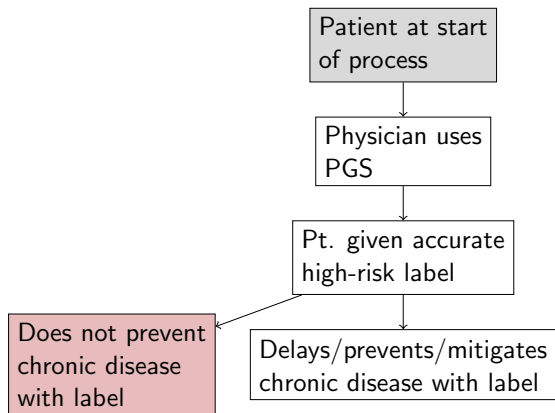 Patient at start
of process
Physician uses
PGS
Pt. given accurate
high-risk label
Does not prevent
chronic disease
with label
Delays/prevents/mitigates
chronic disease with label